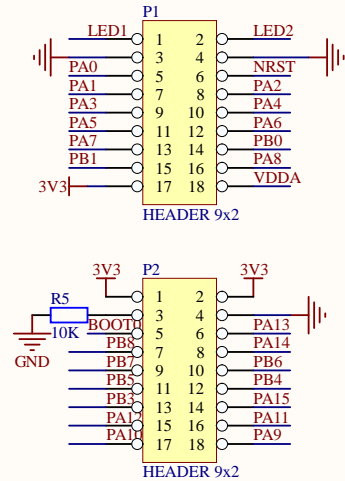 P1
LED1 1 2 LED2
3 4
PA0 5 6 NRST
PA1 7 8 PA2
PA3 9 10 PA4
PA5 11 12 PA6
PA7 13 14 PB0
PB1 15 16 PA8
3V3 17 18 VDDA
HEADER 9x2
3V3 P2 3V3
1 2
R5 3 4
10K BOOT0 5 6 PA13
GND PB8 7 8 PA14
PB7 9 10 PB6
PB5 11 12 PB4
PB3 13 14 PA15
PA12 15 16 PA11
PA10 17 18 PA9
HEADER 9x2